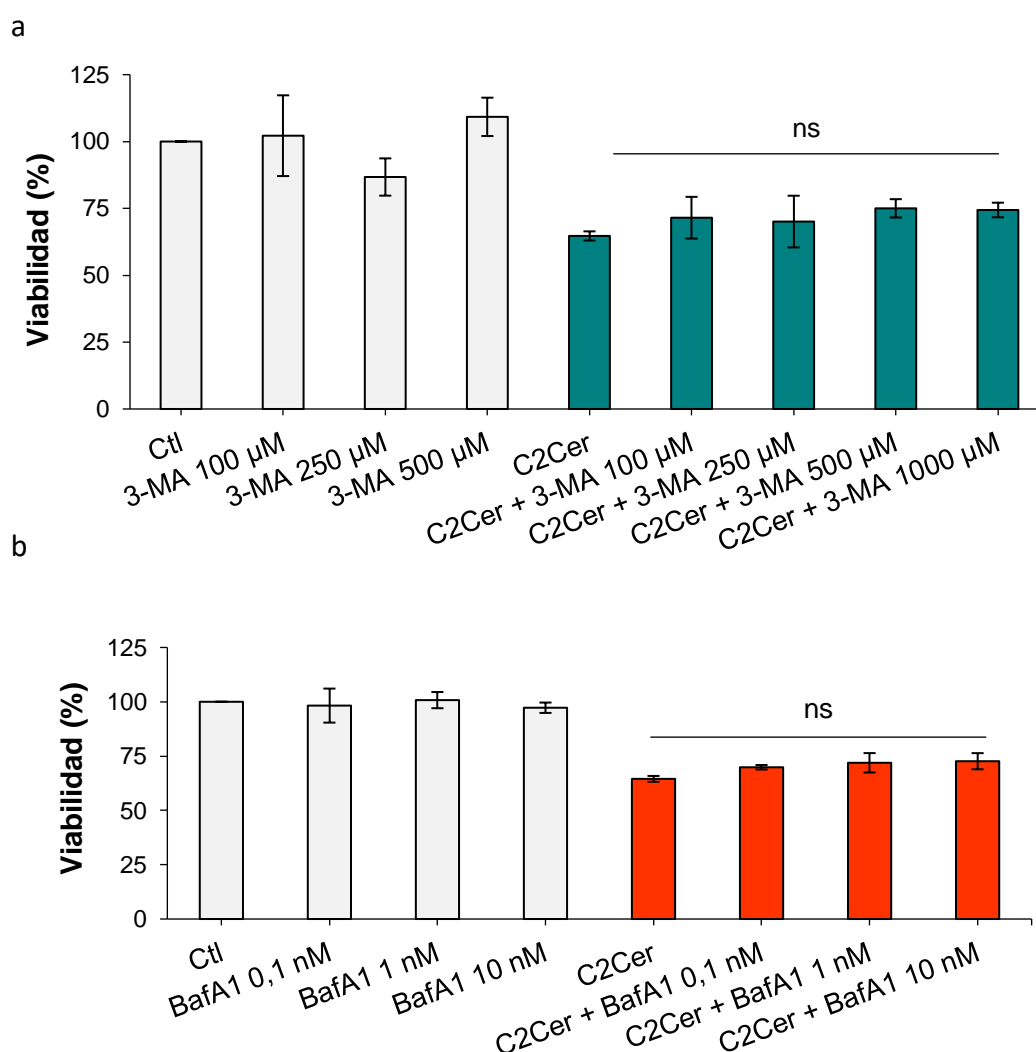 a
Viabilidad (%)
125
100
75
50
25
0
ns
Ctl
3-MA 100 µM
3-MA 250 µM
3-MA 500 µM
C2Cer
C2Cer + 3-MA 100 µM
C2Cer + 3-MA 250 µM
C2Cer + 3-MA 500 µM
C2Cer + 3-MA 1000 µM
b
Viabilidad (%)
125
100
75
50
25
0
ns
Ctl
BafA1 0,1 nM
BafA1 1 nM
BafA1 10 nM
C2Cer
C2Cer + BafA1 0,1 nM
C2Cer + BafA1 1 nM
C2Cer + BafA1 10 nM